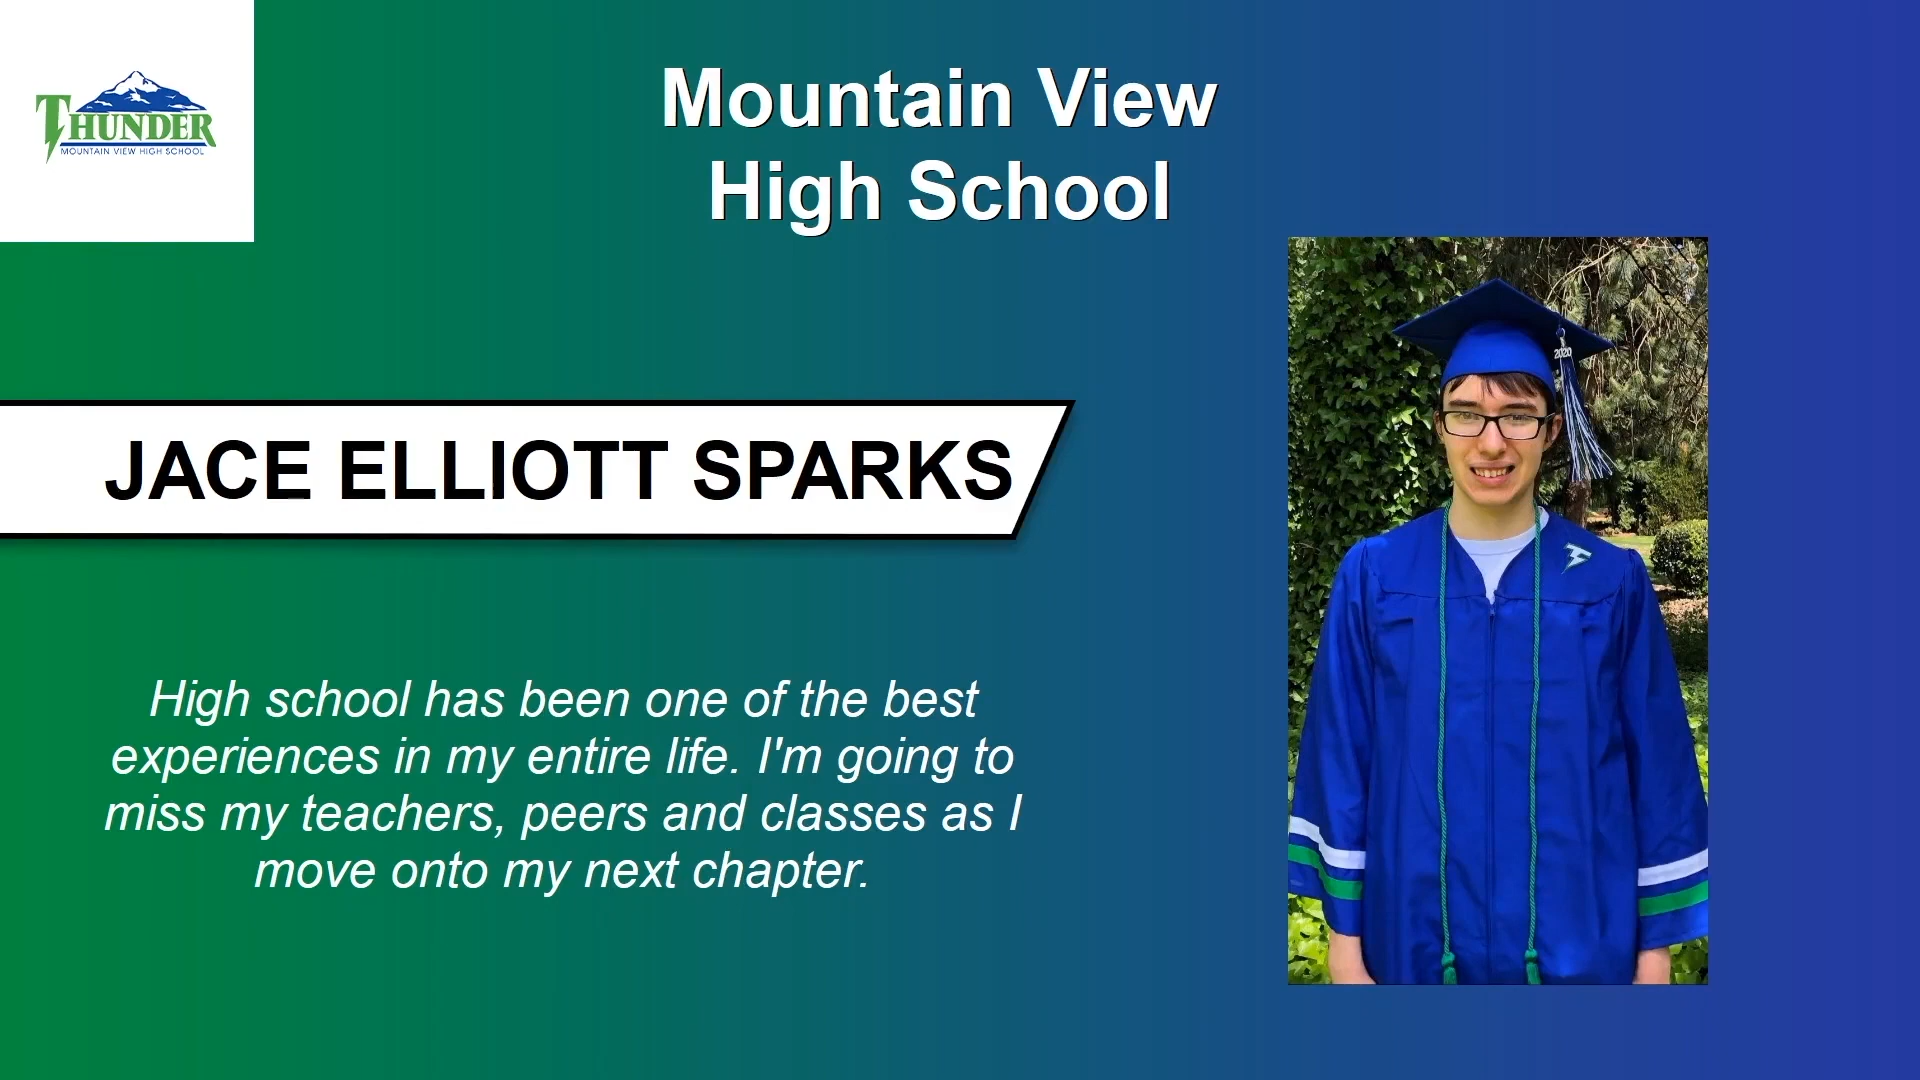 THUNDER
MOUNTAIN VIEW HIGH SCHOOL
Mountain View
High School
2020
JACE ELLIOTT SPARKS
High school has been one of the best
experiences in my entire life. I'm going to
miss my teachers, peers and classes as I
move onto my next chapter.